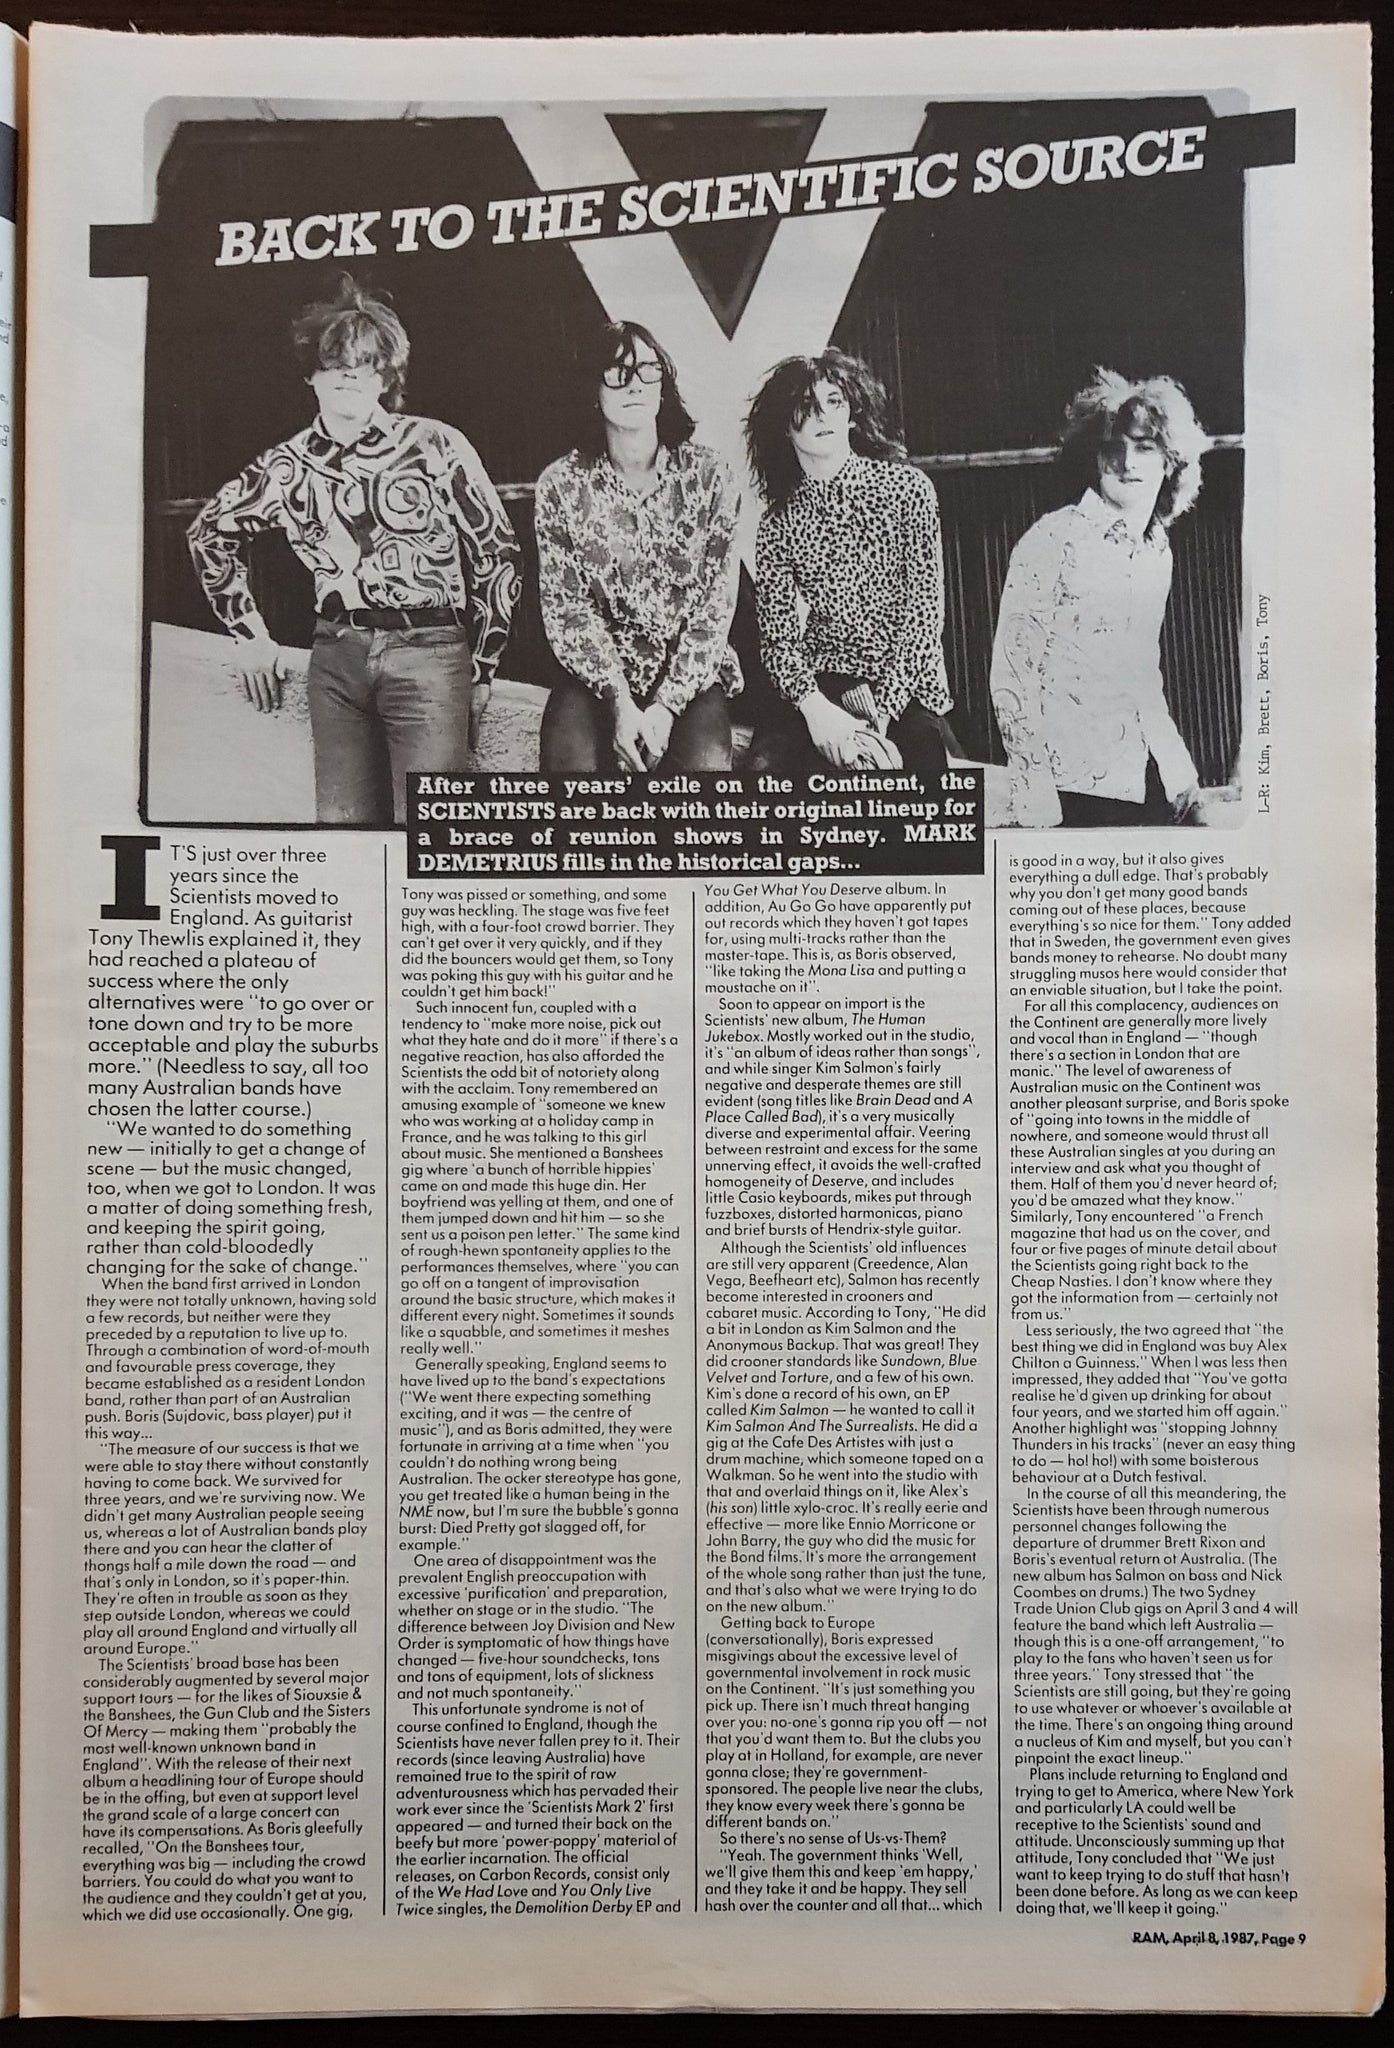 BACK TO THE SCIENTIFIC SOURCE
L-R: Kim, Brett, Boris, Tony
After three years' exile on the Continent, the
SCIENTISTS are back with their original lineup for
a brace of reunion shows in Sydney. MARK
DEMETRIUS fills in the historical gaps...
IT'S just over three
years since the
Scientists moved to
England. As guitarist
Tony Thewlis explained it, they
had reached a plateau of
success where the only
alternatives were "to go over or
tone down and try to be more
acceptable and play the suburbs
more." (Needless to say, all too
many Australian bands have
chosen the latter course.)
"We wanted to do something
new — initially to get a change of
scene — but the music changed,
too, when we got to London. It was
a matter of doing something fresh,
and keeping the spirit going,
rather than cold-bloodedly
changing for the sake of change."
When the band first arrived in London
they were not totally unknown, having sold
a few records, but neither were they
preceded by a reputation to live up to.
Through a combination of word-of-mouth
and favourable press coverage, they
became established as a resident London
band, rather than part of an Australian
push. Boris (Sujdovic, bass player) put it
this way...
"The measure of our success is that we
were able to stay there without constantly
having to come back. We survived for
three years, and we're surviving now. We
didn't get many Australian people seeing
us, whereas a lot of Australian bands play
there and you can hear the clatter of
thongs half a mile down the road — and
that's only in London, so it's paper-thin.
They're often in trouble as soon as they
step outside London, whereas we could
play all around England and virtually all
around Europe."
The Scientists' broad base has been
considerably augmented by several major
support tours — for the likes of Siouxsie &
the Banshees, the Gun Club and the Sisters
Of Mercy — making them "probably the
most well-known unknown band in
England". With the release of their next
album a headlining tour of Europe should
be in the offing, but even at support level
the grand scale of a large concert can
have its compensations. As Boris gleefully
recalled, "On the Banshees tour,
everything was big — including the crowd
barriers. You could do what you want to
the audience and they couldn't get at you,
which we did use occasionally. One gig,
Tony was pissed or something, and some
guy was heckling. The stage was five feet
high, with a four-foot crowd barrier. They
can't get over it very quickly, and if they
did the bouncers would get them, so Tony
was poking this guy with his guitar and he
couldn't get him back!"
Such innocent fun, coupled with a
tendency to "make more noise, pick out
what they hate and do it more" if there's a
negative reaction, has also afforded the
Scientists the odd bit of notoriety along
with the acclaim. Tony remembered an
amusing example of "someone we knew
who was working at a holiday camp in
France, and he was talking to this girl
about music. She mentioned a Banshees
gig where 'a bunch of horrible hippies'
came on and made this huge din. Her
boyfriend was yelling at them, and one of
them jumped down and hit him — so she
sent us a poison pen letter." The same kind
of rough-hewn spontaneity applies to the
performances themselves, where "you can
go off on a tangent of improvisation
around the basic structure, which makes it
different every night. Sometimes it sounds
like a squabble, and sometimes it meshes
really well."
Generally speaking, England seems to
have lived up to the band's expectations
("We went there expecting something
exciting, and it was — the centre of
music"), and as Boris admitted, they were
fortunate in arriving at a time when "you
couldn't do nothing wrong being
Australian. The ocker stereotype has gone,
you get treated like a human being in the
NME now, but I'm sure the bubble's gonna
burst: Died Pretty got slagged off, for
example."
One area of disappointment was the
prevalent English preoccupation with
excessive 'purification' and preparation,
whether on stage or in the studio. "The
difference between Joy Division and New
Order is symptomatic of how things have
changed — five-hour soundchecks, tons
and tons of equipment, lots of slickness
and not much spontaneity."
This unfortunate syndrome is not of
course confined to England, though the
Scientists have never fallen prey to it. Their
records (since leaving Australia) have
remained true to the spirit of raw
adventurousness which has pervaded their
work ever since the 'Scientists Mark 2' first
appeared — and turned their back on the
beefy but more 'power-poppy' material of
the earlier incarnation. The official
releases, on Carbon Records, consist only
of the We Had Love and You Only Live
Twice singles, the Demolition Derby EP and
You Get What You Deserve album. In
addition, Au Go Go have apparently put
out records which they haven't got tapes
for, using multi-tracks rather than the
master-tape. This is, as Boris observed,
"like taking the Mona Lisa and putting a
moustache on it".
Soon to appear on import is the
Scientists' new album, The Human
Jukebox. Mostly worked out in the studio,
it's "an album of ideas rather than songs",
and while singer Kim Salmon's fairly
negative and desperate themes are still
evident (song titles like Brain Dead and A
Place Called Bad), it's a very musically
diverse and experimental affair. Veering
between restraint and excess for the same
unnerving effect, it avoids the well-crafted
homogeneity of Deserve, and includes
little Casio keyboards, mikes put through
fuzzboxes, distorted harmonicas, piano
and brief bursts of Hendrix-style guitar.
Although the Scientists' old influences
are still very apparent (Creedence, Alan
Vega, Beefheart etc), Salmon has recently
become interested in crooners and
cabaret music. According to Tony, "He did
a bit in London as Kim Salmon and the
Anonymous Backup. That was great! They
did crooner standards like Sundown, Blue
Velvet and Torture, and a few of his own.
Kim's done a record of his own, an EP
called Kim Salmon — he wanted to call it
Kim Salmon And The Surrealists. He did a
gig at the Cafe Des Artistes with just a
drum machine, which someone taped on a
Walkman. So he went into the studio with
that and overlaid things on it, like Alex's
(his son) little xylo-croc. It's really eerie and
effective — more like Ennio Morricone or
John Barry, the guy who did the music for
the Bond films. It's more the arrangement
of the whole song rather than just the tune,
and that's also what we were trying to do
on the new album."
Getting back to Europe
(conversationally), Boris expressed
misgivings about the excessive level of
governmental involvement in rock music
on the Continent. "It's just something you
pick up. There isn't much threat hanging
over you: no-one's gonna rip you off — not
that you'd want them to. But the clubs you
play at in Holland, for example, are never
gonna close; they're government-
sponsored. The people live near the clubs,
they know every week there's gonna be
different bands on."
So there's no sense of Us-vs-Them?
"Yeah. The government thinks 'Well,
we'll give them this and keep 'em happy,'
and they take it and be happy. They sell
hash over the counter and all that... which
is good in a way, but it also gives
everything a dull edge. That's probably
why you don't get many good bands
coming out of these places, because
everything's so nice for them." Tony added
that in Sweden, the government even gives
bands money to rehearse. No doubt many
struggling musos here would consider that
an enviable situation, but I take the point.
For all this complacency, audiences on
the Continent are generally more lively
and vocal than in England — "though
there's a section in London that are
manic." The level of awareness of
Australian music on the Continent was
another pleasant surprise, and Boris spoke
of "going into towns in the middle of
nowhere, and someone would thrust all
these Australian singles at you during an
interview and ask what you thought of
them. Half of them you'd never heard of;
you'd be amazed what they know."
Similarly, Tony encountered "a French
magazine that had us on the cover, and
four or five pages of minute detail about
the Scientists going right back to the
Cheap Nasties. I don't know where they
got the information from — certainly not
from us."
Less seriously, the two agreed that "the
best thing we did in England was buy Alex
Chilton a Guinness." When I was less then
impressed, they added that "You've gotta
realise he'd given up drinking for about
four years, and we started him off again."
Another highlight was "stopping Johnny
Thunders in his tracks" (never an easy thing
to do — ho! ho!) with some boisterous
behaviour at a Dutch festival.
In the course of all this meandering, the
Scientists have been through numerous
personnel changes following the
departure of drummer Brett Rixon and
Boris's eventual return ot Australia. (The
new album has Salmon on bass and Nick
Coombes on drums.) The two Sydney
Trade Union Club gigs on April 3 and 4 will
feature the band which left Australia —
though this is a one-off arrangement, "to
play to the fans who haven't seen us for
three years." Tony stressed that "the
Scientists are still going, but they're going
to use whatever or whoever's available at
the time. There's an ongoing thing around
a nucleus of Kim and myself, but you can't
pinpoint the exact lineup."
Plans include returning to England and
trying to get to America, where New York
and particularly LA could well be
receptive to the Scientists' sound and
attitude. Unconsciously summing up that
attitude, Tony concluded that "We just
want to keep trying to do stuff that hasn't
been done before. As long as we can keep
doing that, we'll keep it going."
RAM, April 8, 1987, Page 9